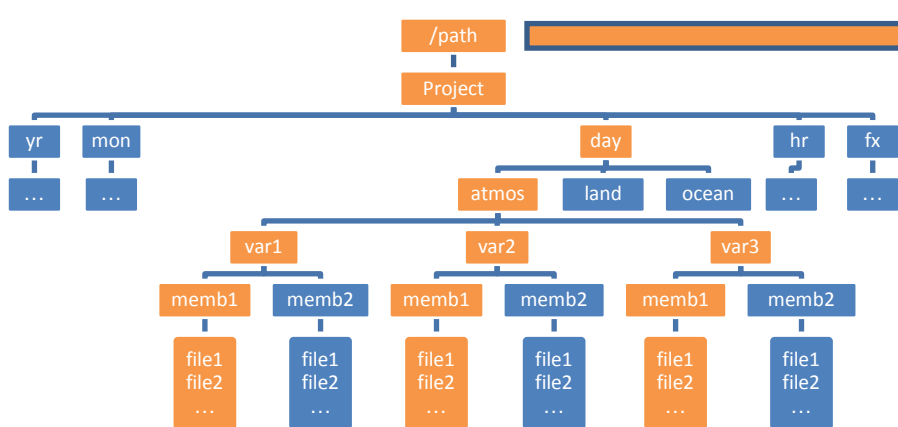 /path
Project
yr mon day hr fx
... ... atmos land ocean ... ...
var1 var2 var3
memb1 memb2 memb1 memb2 memb1 memb2
file1 file1 file1 file1 file1 file1
file2 file2 file2 file2 file2 file2
... ... ... ... ... ...